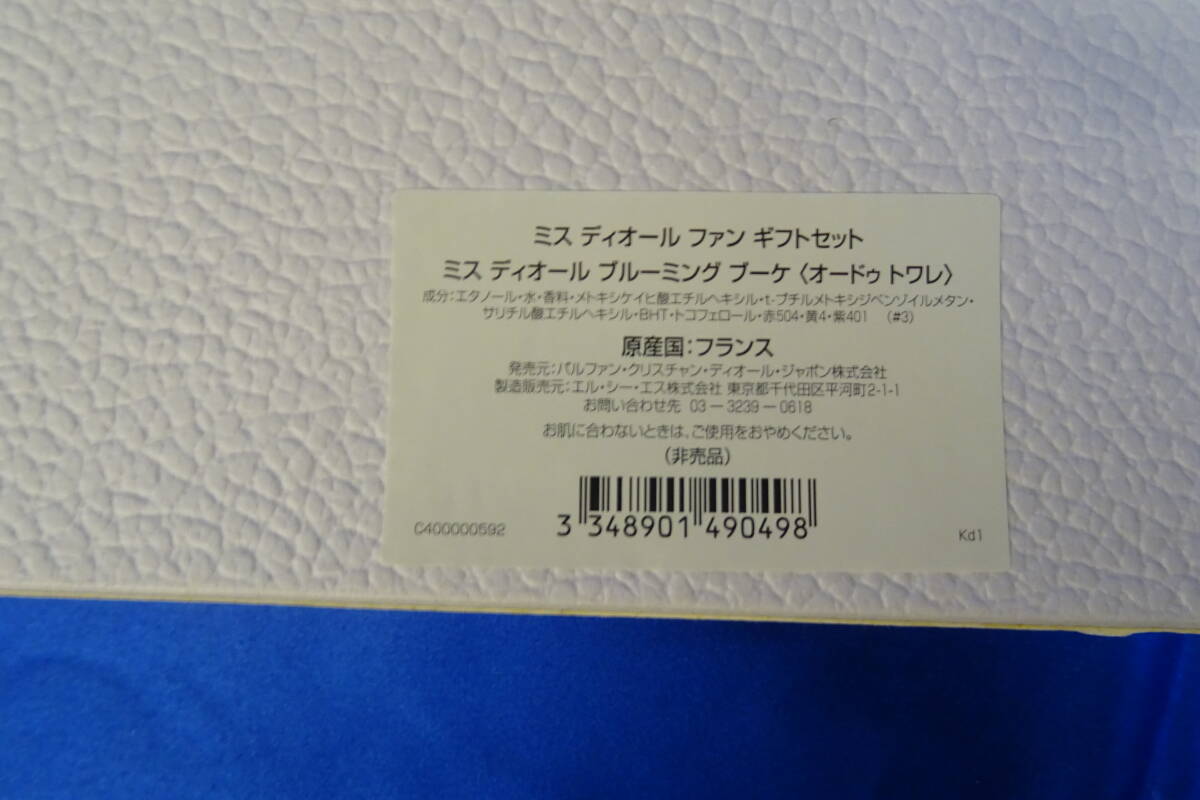 ミス ディオール ファン ギフトセット
ミス ディオール ブルーミング ブーケ 〈オードゥ トワレ〉
成分：エタノール・水・香料・メトキシケイヒ酸エチルヘキシル・t-ブチルメトキシジベンゾイルメタン・
サリチル酸エチルヘキシル・BHT・トコフェロール・赤504・黄4・紫401 （#3）
原産国：フランス
発売元：パルファン・クリスチャン・ディオール・ジャポン株式会社
製造販売元：エル・シー・エス株式会社 東京都千代田区平河町2-1-1
お問い合わせ先 03－3239－0618
お肌に合わないときは、ご使用をおやめください。
（非売品）
C400000592
3 348901 490498
Kd1